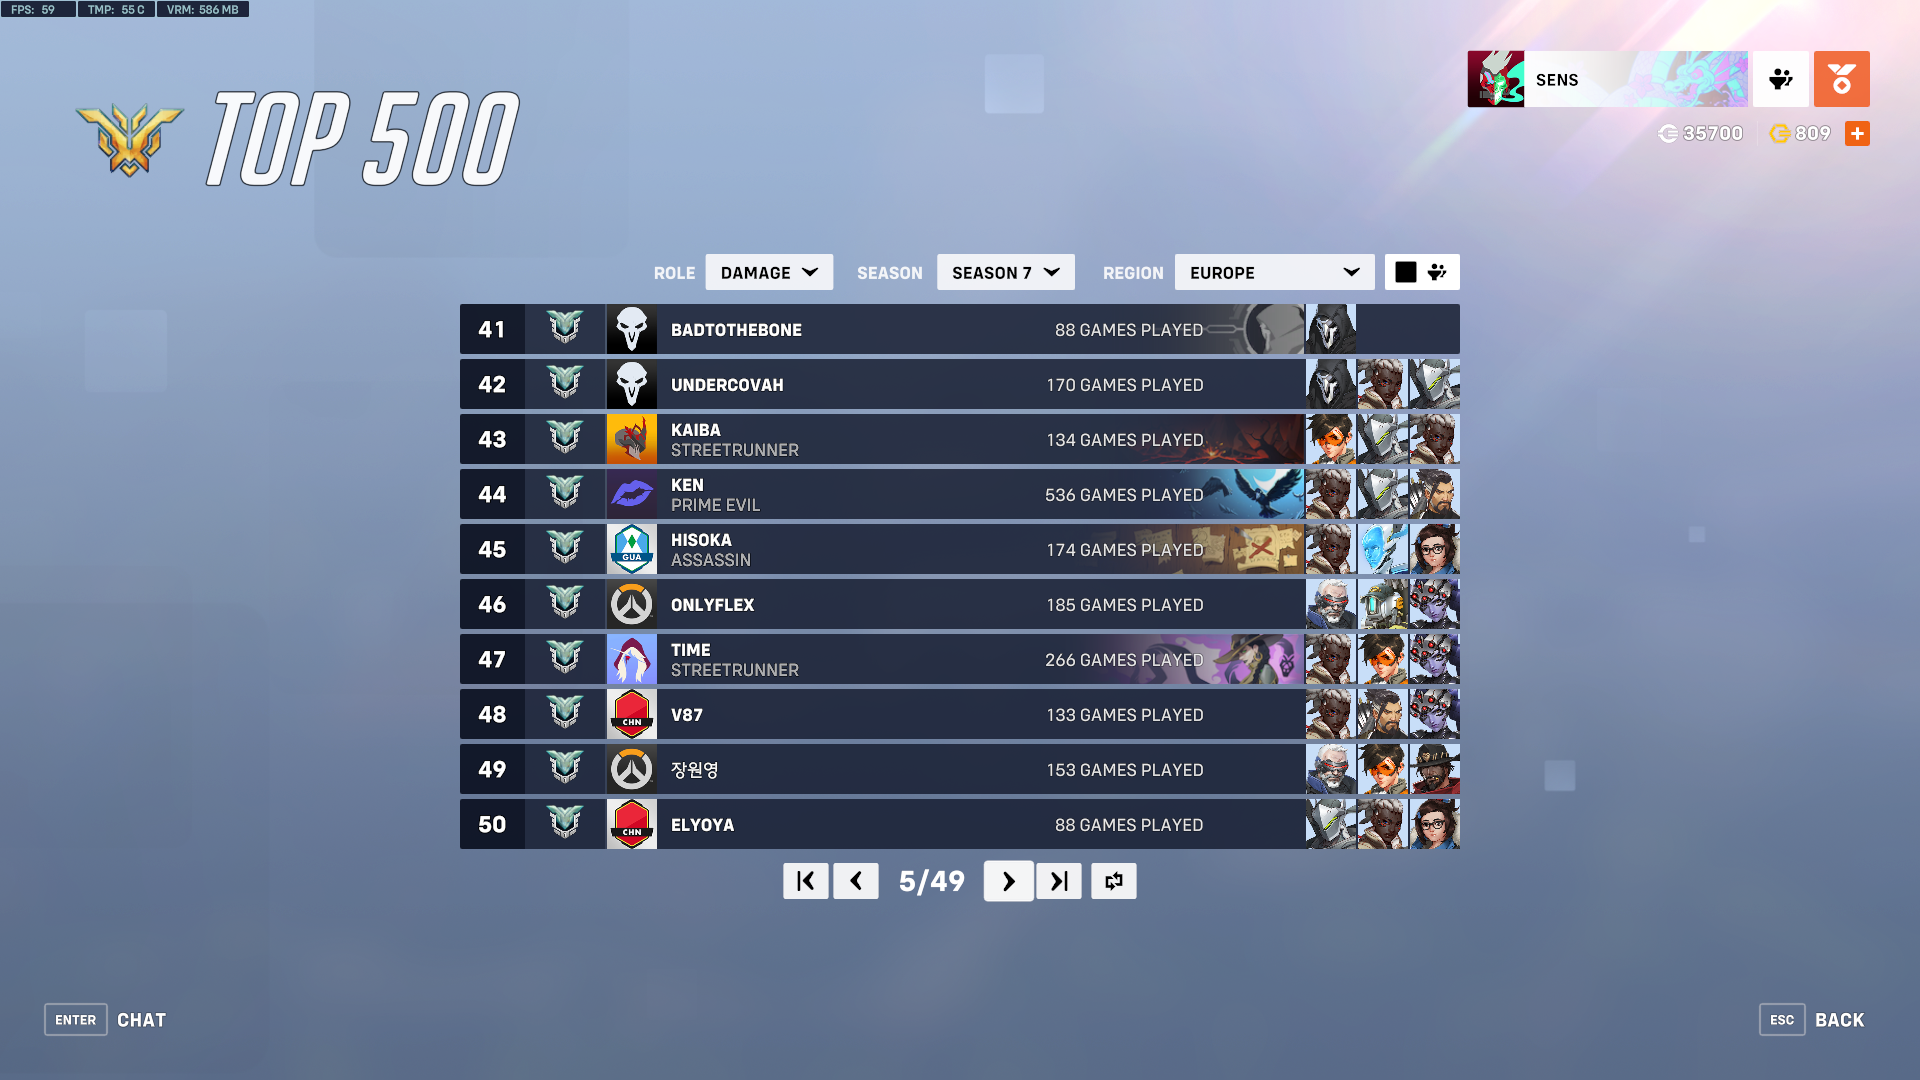 FPS: 59 TMP: 55 C VRM: 586 MB
TOP 500
SENS
35700 809
ROLE DAMAGE SEASON SEASON 7 REGION EUROPE
41 BADTOTHEBONE 88 GAMES PLAYED
42 UNDERCOVAH 170 GAMES PLAYED
43 KAIBA 134 GAMES PLAYED
STREETRUNNER
44 KEN 536 GAMES PLAYED
PRIME EVIL
45 GUA HISOKA 174 GAMES PLAYED
ASSASSIN
46 ONLYFLEX 185 GAMES PLAYED
47 TIME 266 GAMES PLAYED
STREETRUNNER
48 CHN V87 133 GAMES PLAYED
49 장원영 153 GAMES PLAYED
50 CHN ELYOYA 88 GAMES PLAYED
5/49
ENTER CHAT
ESC BACK